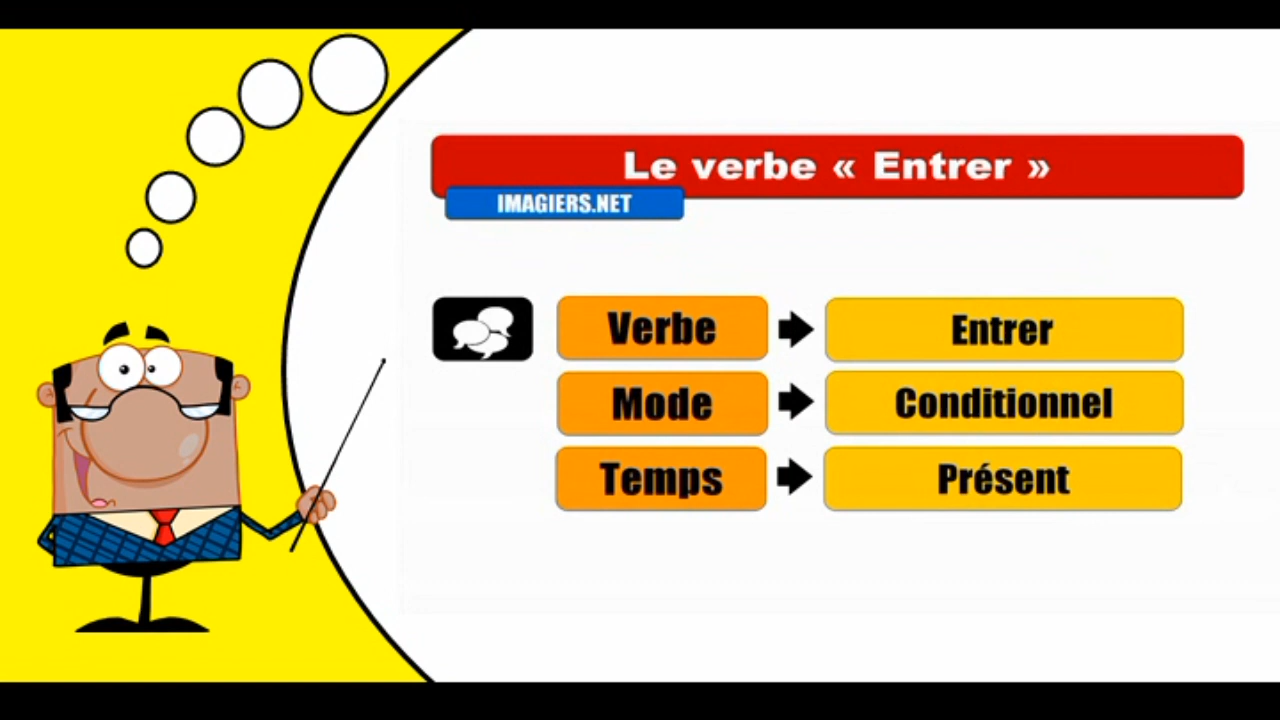 Le verbe « Entrer »
IMAGIERS.NET
Verbe Entrer
Mode Conditionnel
Temps Présent